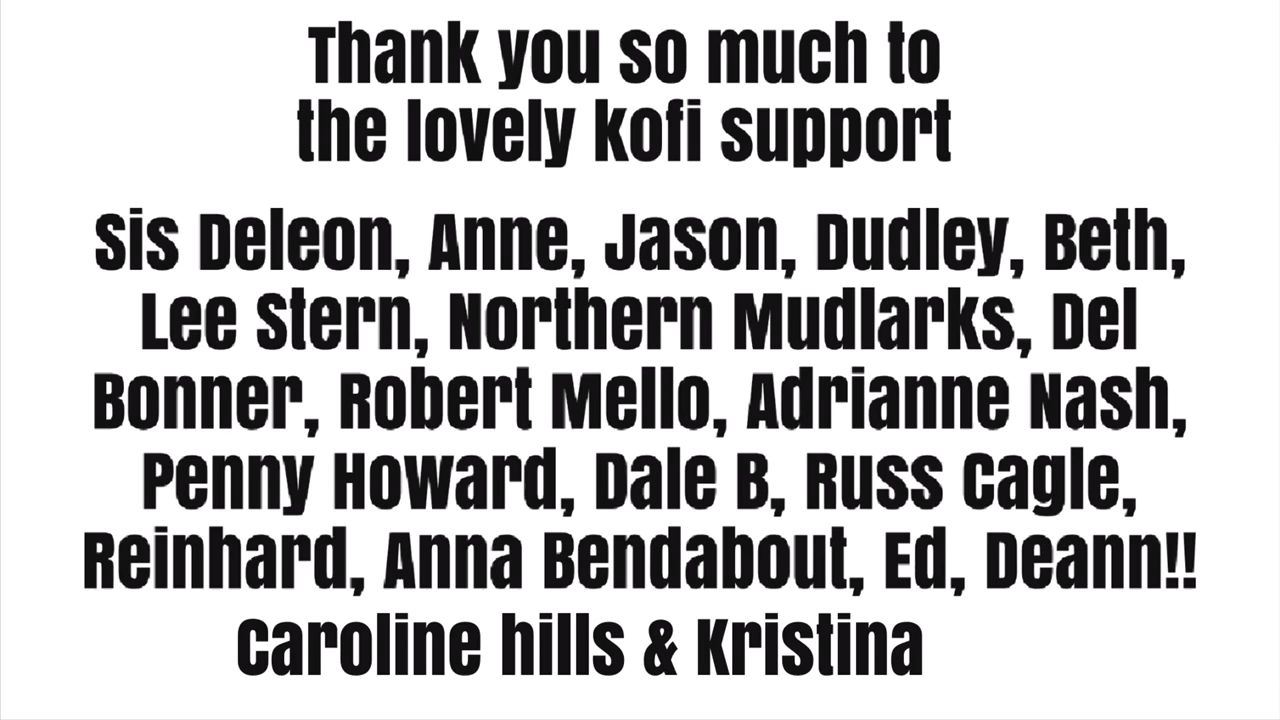 Thank you so much to
the lovely kofi support
Sis Deleon, Anne, Jason, Dudley, Beth,
Lee Stern, Northern Mudlarks, Del
Bonner, Robert Mello, Adrianne Nash,
Penny Howard, Dale B, Russ Cagle,
Reinhard, Anna Bendabout, Ed, Deann!!
Caroline hills & Kristina